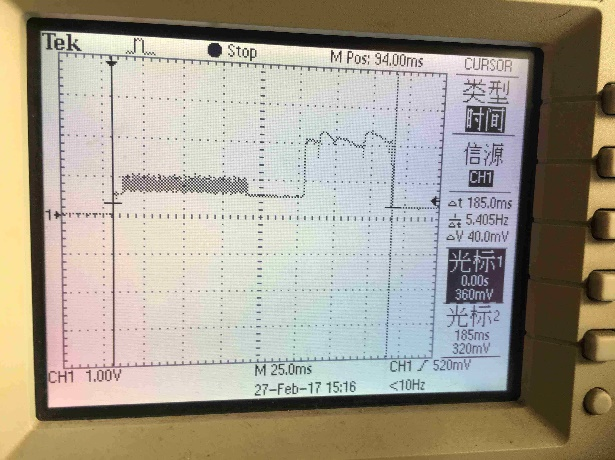 Tek
Stop
M Pos: 94.00ms
CURSOR
类型
时间
信源
CH1
Δt 185.0ms
1/Δt 5.405Hz
ΔV 40.0mV
光标1
0.00s
360mV
光标2
185ms
320mV
1
CH1 1.00V
M 25.0ms
CH1 520mV
27-Feb-17 15:16
<10Hz